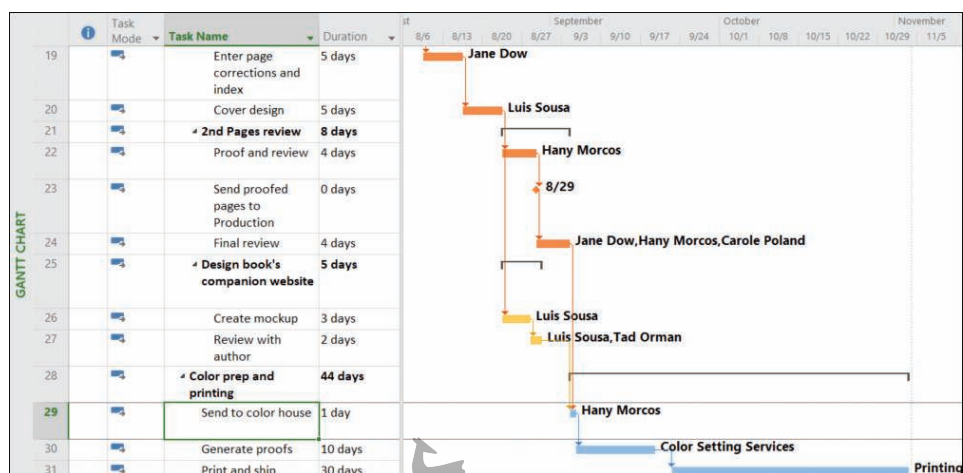 Task
Mode Task Name Duration
st September October November
8/6 8/13 8/20 8/27 9/3 9/10 9/17 9/24 10/1 10/8 10/15 10/22 10/29 11/5
GANTT CHART
19 Enter page 5 days Jane Dow
corrections and
index
20 Cover design 5 days Luis Sousa
21 2nd Pages review 8 days
22 Proof and review 4 days Hany Morcos
23 Send proofed 0 days 8/29
pages to
Production
24 Final review 4 days Jane Dow,Hany Morcos,Carole Poland
25 Design book's 5 days
companion website
26 Create mockup 3 days Luis Sousa
27 Review with 2 days Luis Sousa,Tad Orman
author
28 Color prep and 44 days
printing
29 Send to color house 1 day Hany Morcos
30 Generate proofs 10 days Color Setting Services
31 Print and ship 30 days Printing